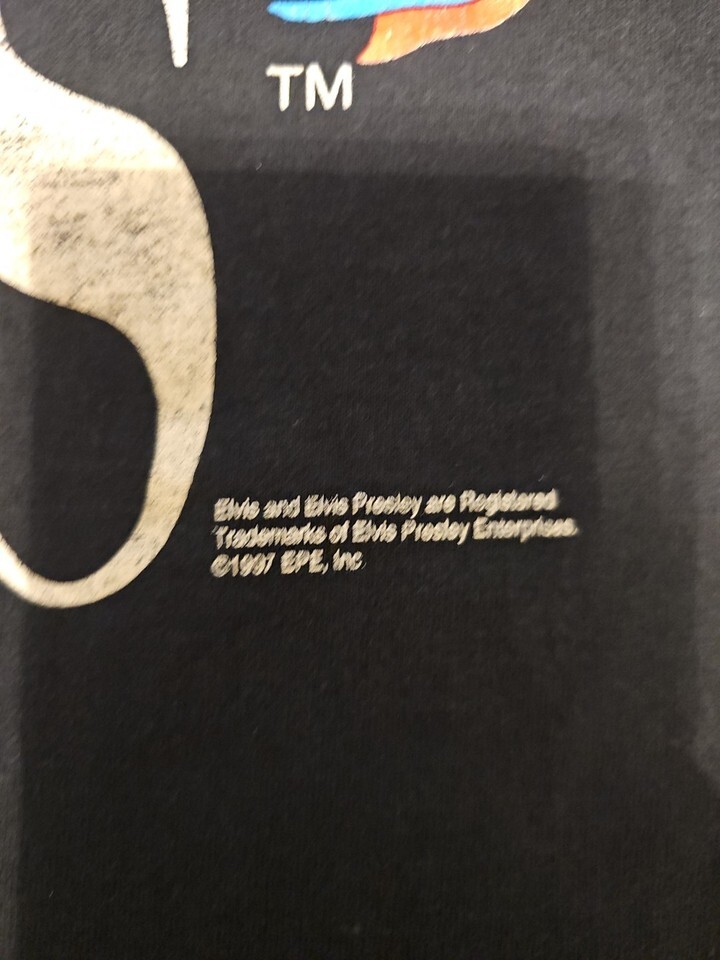 TM
Elvis and Elvis Presley are Registered
Trademarks of Elvis Presley Enterprises.
©1997 EPE, Inc